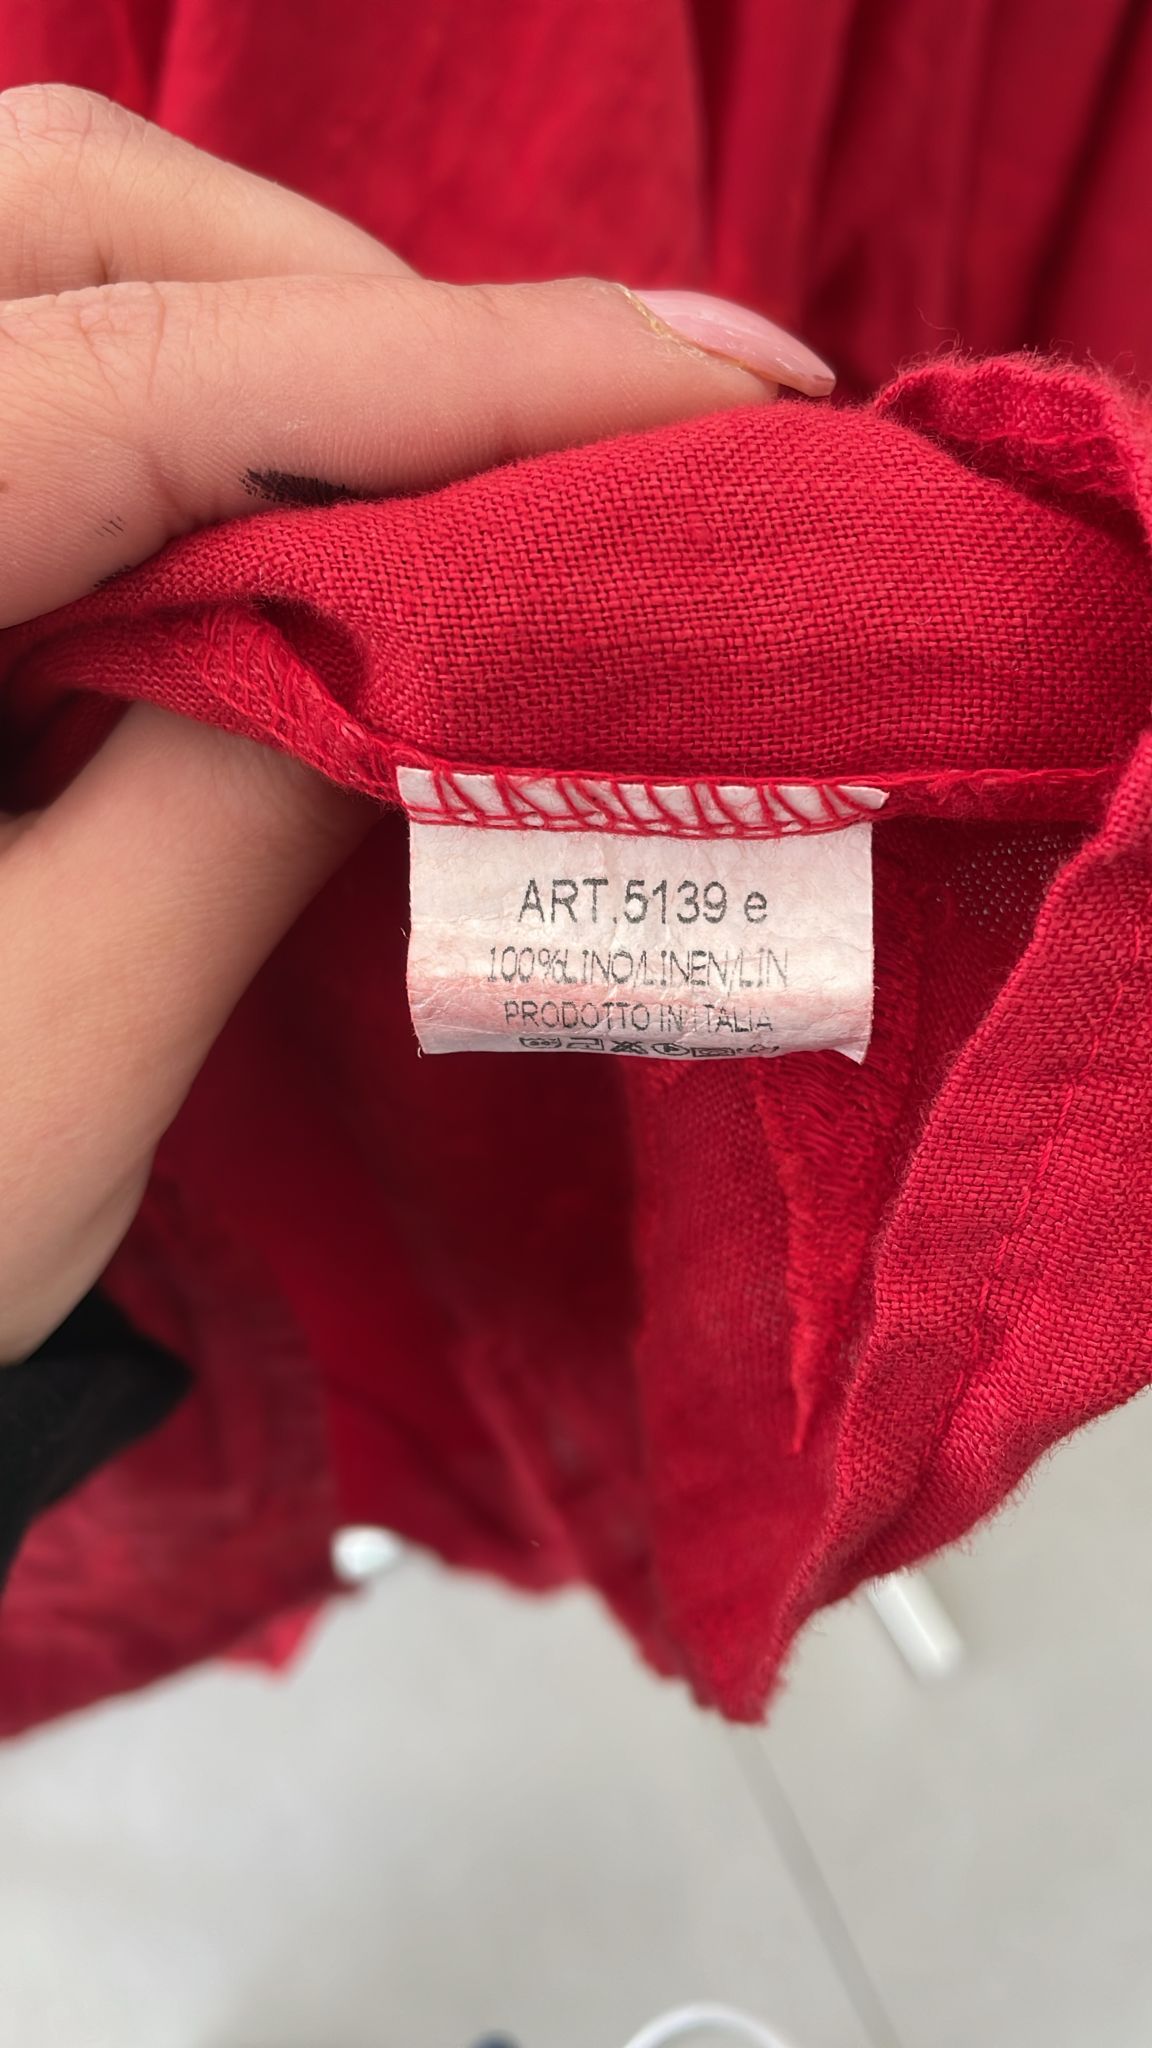 ART.5139 e
100%LINO/LINEN/LIN
PRODOTTO IN ITALIA